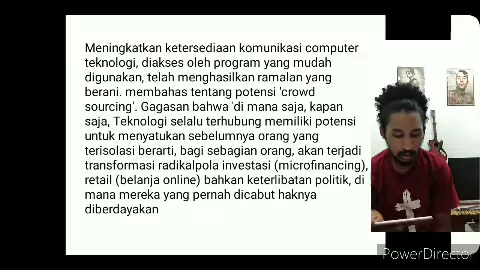 Meningkatkan ketersediaan komunikasi computer
teknologi, diakses oleh program yang mudah
digunakan, telah menghasilkan ramalan yang
berani. membahas tentang potensi 'crowd
sourcing'. Gagasan bahwa 'di mana saja, kapan
saja, Teknologi selalu terhubung memiliki potensi
untuk menyatukan sebelumnya orang yang
terisolasi berarti, bagi sebagian orang, akan terjadi
transformasi radikalpola investasi (microfinancing),
retail (belanja online) bahkan keterlibatan politik, di
mana mereka yang pernah dicabut haknya
diberdayakan
PowerDirector